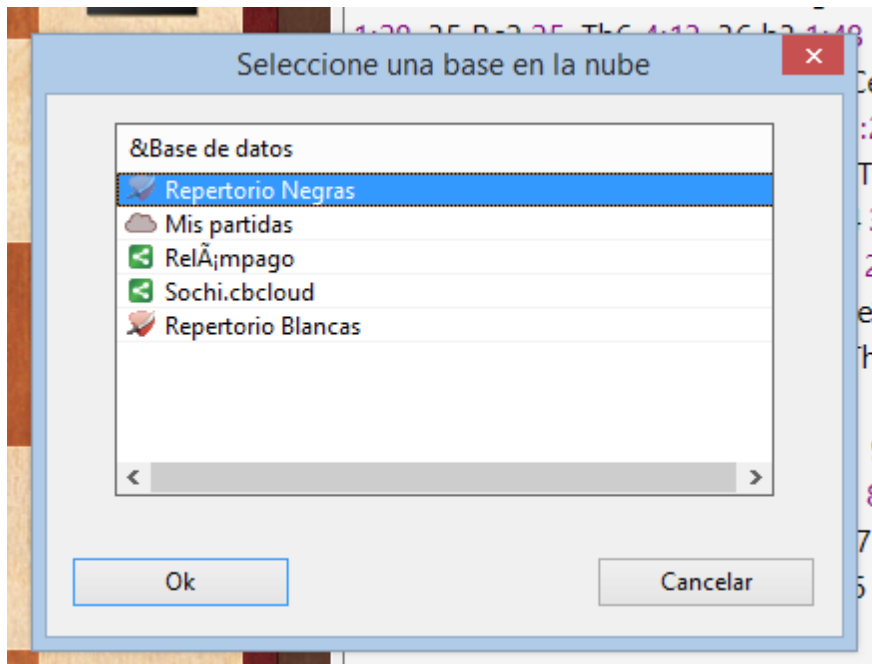 Seleccione una base en la nube
&Base de datos
Repertorio Negras
Mis partidas
RelÃ¡mpago
Sochi.cbcloud
Repertorio Blancas
Ok
Cancelar